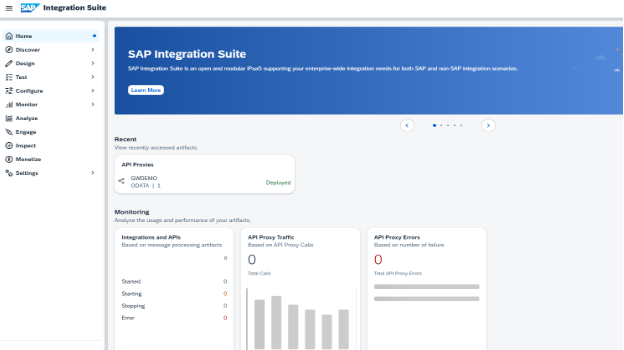 SAP Integration Suite
Home
Discover
Design
Test
Configure
Monitor
Analyze
Engage
Inspect
Monetize
Settings
SAP Integration Suite
SAP Integration Suite is an open and modular iPaaS supporting your enterprise-wide integration needs for both SAP and non-SAP integration scenarios.
Learn More
Recent
View recently accessed artifacts.
API Proxies
GWDEMO
ODATA | 1
Deployed
Monitoring
Analyze the usage and performance of your artifacts.
Integrations and APIs
Based on message processing artifacts
0
Started 0
Starting 0
Stopping 0
Error 0
API Proxy Traffic
Based on API Proxy Calls
0
Total Calls
API Proxy Errors
Based on number of failure
0
Total API Proxy Errors